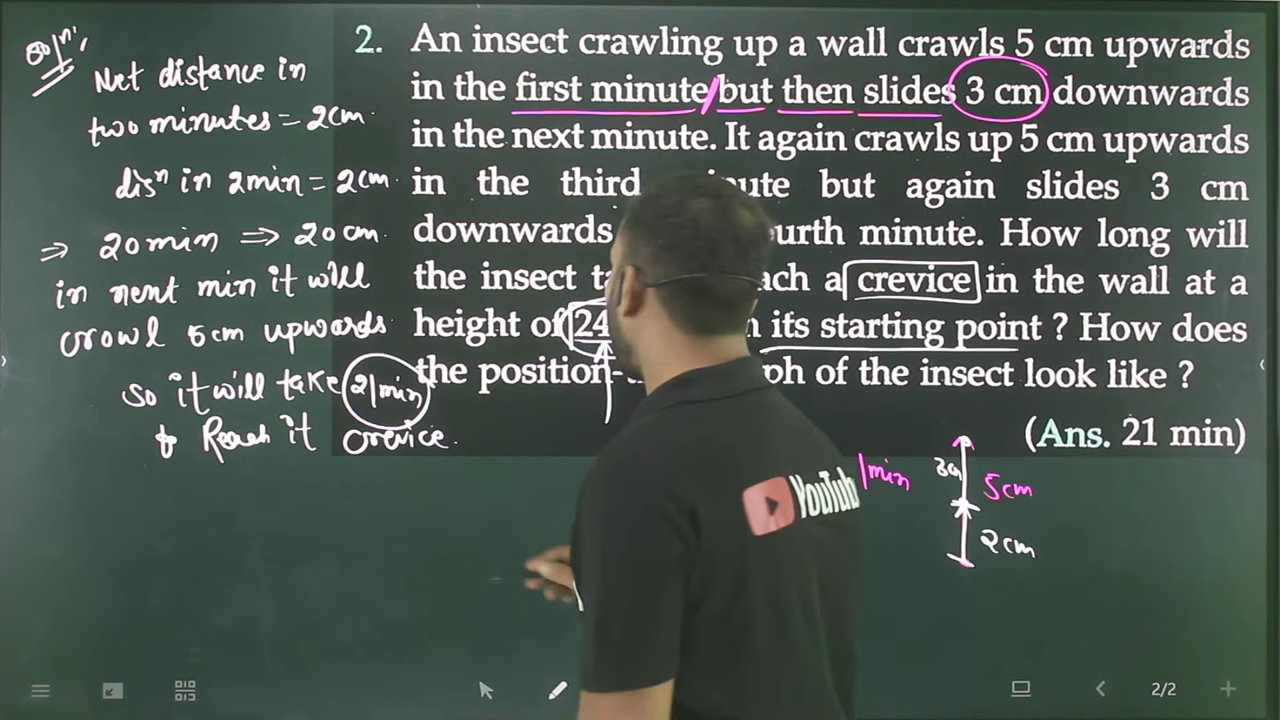 Sol^n'
Net distance in
two minutes = 2cm.
dis^n in 2min = 2cm.
⇒ 20min ⇒ 20cm.
in next min it will
crowl 5cm upwards.
so it will take 21min
to Reach it crevice.
2. An insect crawling up a wall crawls 5 cm upwards
in the first minute but then slides 3 cm downwards
in the next minute. It again crawls up 5 cm upwards
in the third minute but again slides 3 cm
downwards fourth minute. How long will
the insect a crevice in the wall at a
height of 24 its starting point ? How does
the position- of the insect look like ?
(Ans. 21 min)
1min 3cm 5cm
2cm
YouTub
2/2